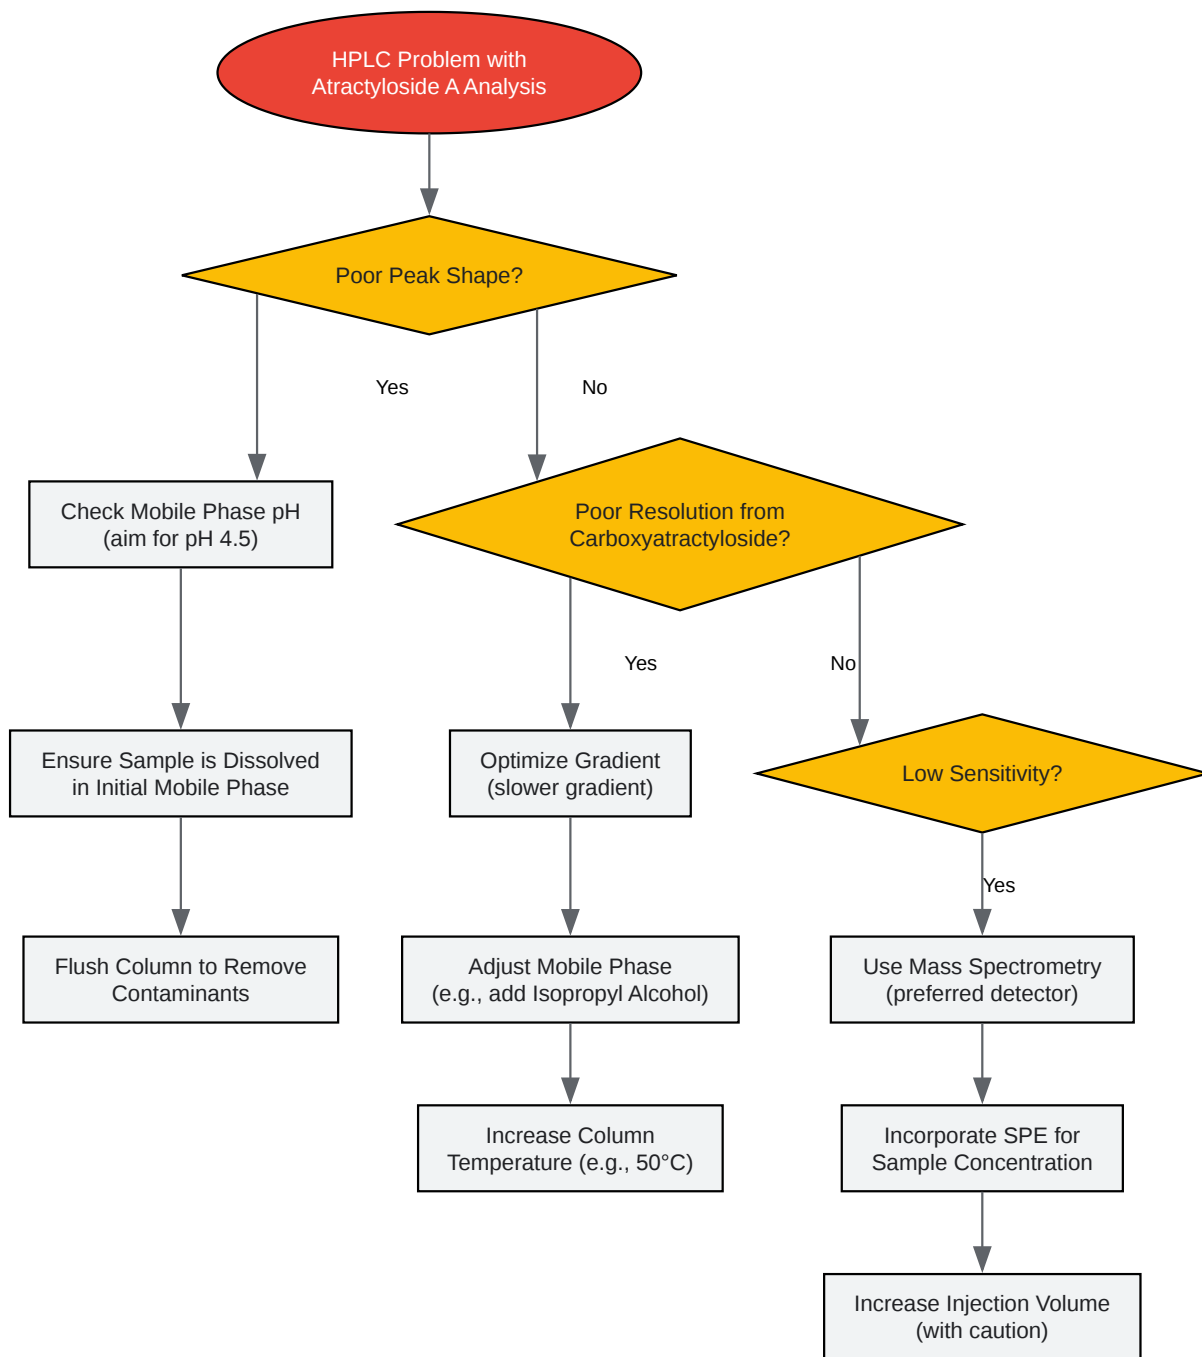 HPLC Problem with
Atractyloside A Analysis
Poor Peak Shape?
Yes
No
Check Mobile Phase pH
(aim for pH 4.5)
Poor Resolution from
Carboxyatractyloside?
Yes
No
Ensure Sample is Dissolved
in Initial Mobile Phase
Optimize Gradient
(slower gradient)
Low Sensitivity?
Yes
Flush Column to Remove
Contaminants
Adjust Mobile Phase
(e.g., add Isopropyl Alcohol)
Use Mass Spectrometry
(preferred detector)
Increase Column
Temperature (e.g., 50°C)
Incorporate SPE for
Sample Concentration
Increase Injection Volume
(with caution)